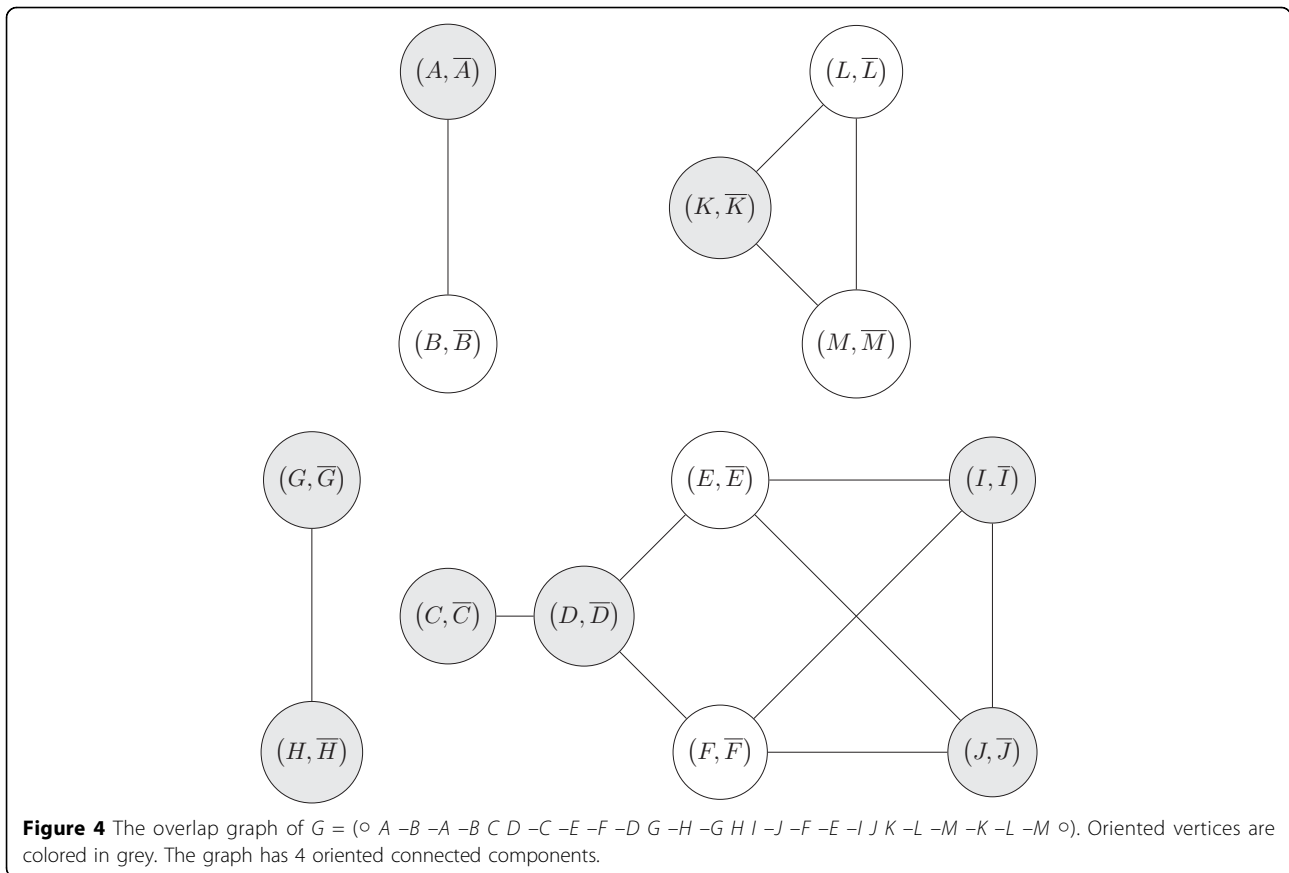 (A, A̅)
(L, L̅)
(K, K̅)
(B, B̅)
(M, M̅)
(G, G̅)
(E, E̅)
(I, I̅)
(C, C̅)
(D, D̅)
(H, H̅)
(F, F̅)
(J, J̅)
Figure 4 The overlap graph of G = (○ A –B –A –B C D –C –E –F –D G –H –G H I –J –F –E –I J K –L –M –K –L –M ○). Oriented vertices are
colored in grey. The graph has 4 oriented connected components.